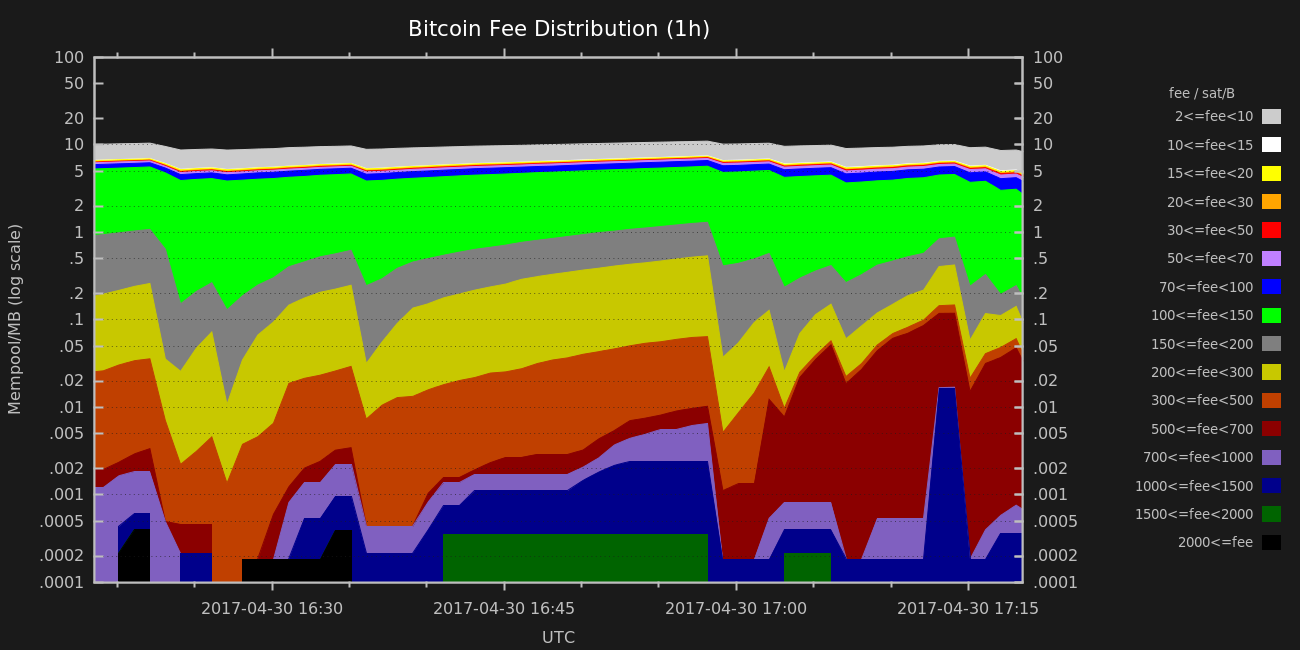 Bitcoin Fee Distribution (1h)
100
50
20
10
5
2
1
.5
.2
.1
.05
.02
.01
.005
.002
.001
.0005
.0002
.0001
Mempool/MB (log scale)
100
50
20
10
5
2
1
.5
.2
.1
.05
.02
.01
.005
.002
.001
.0005
.0002
.0001
2017-04-30 16:30
2017-04-30 16:45
2017-04-30 17:00
2017-04-30 17:15
UTC
fee / sat/B
2<=fee<10
10<=fee<15
15<=fee<20
20<=fee<30
30<=fee<50
50<=fee<70
70<=fee<100
100<=fee<150
150<=fee<200
200<=fee<300
300<=fee<500
500<=fee<700
700<=fee<1000
1000<=fee<1500
1500<=fee<2000
2000<=fee